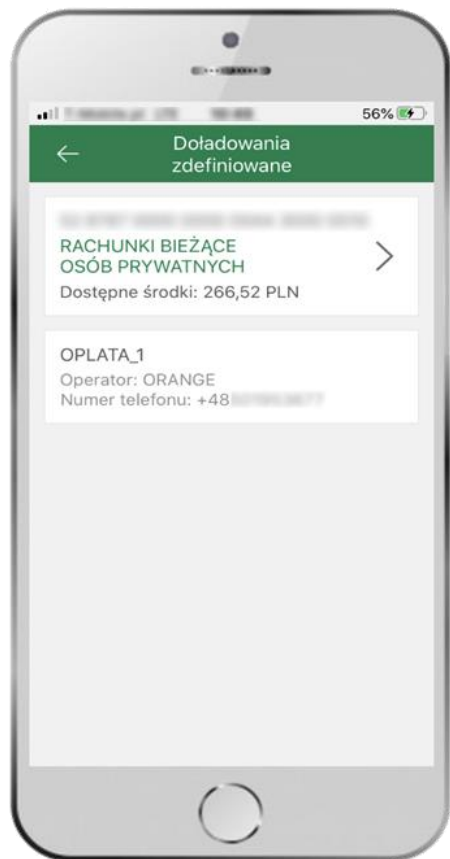 56%
Doładowania
zdefiniowane
RACHUNKI BIEŻĄCE
OSÓB PRYWATNYCH
Dostępne środki: 266,52 PLN
OPLATA_1
Operator: ORANGE
Numer telefonu: +48